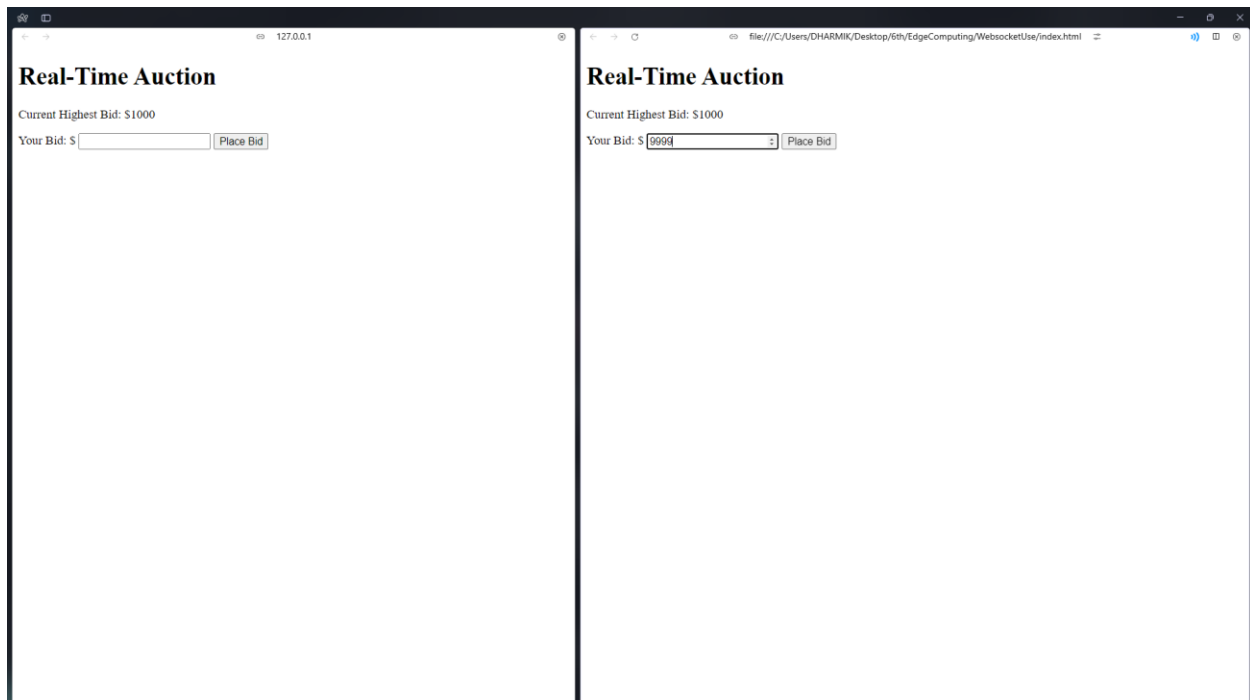 127.0.0.1
Real-Time Auction
Current Highest Bid: $1000
Your Bid: $ Place Bid
file:///C:/Users/DHARMIK/Desktop/6th/EdgeComputing/WebsocketUse/index.html
Real-Time Auction
Current Highest Bid: $1000
Your Bid: $ 9999 Place Bid